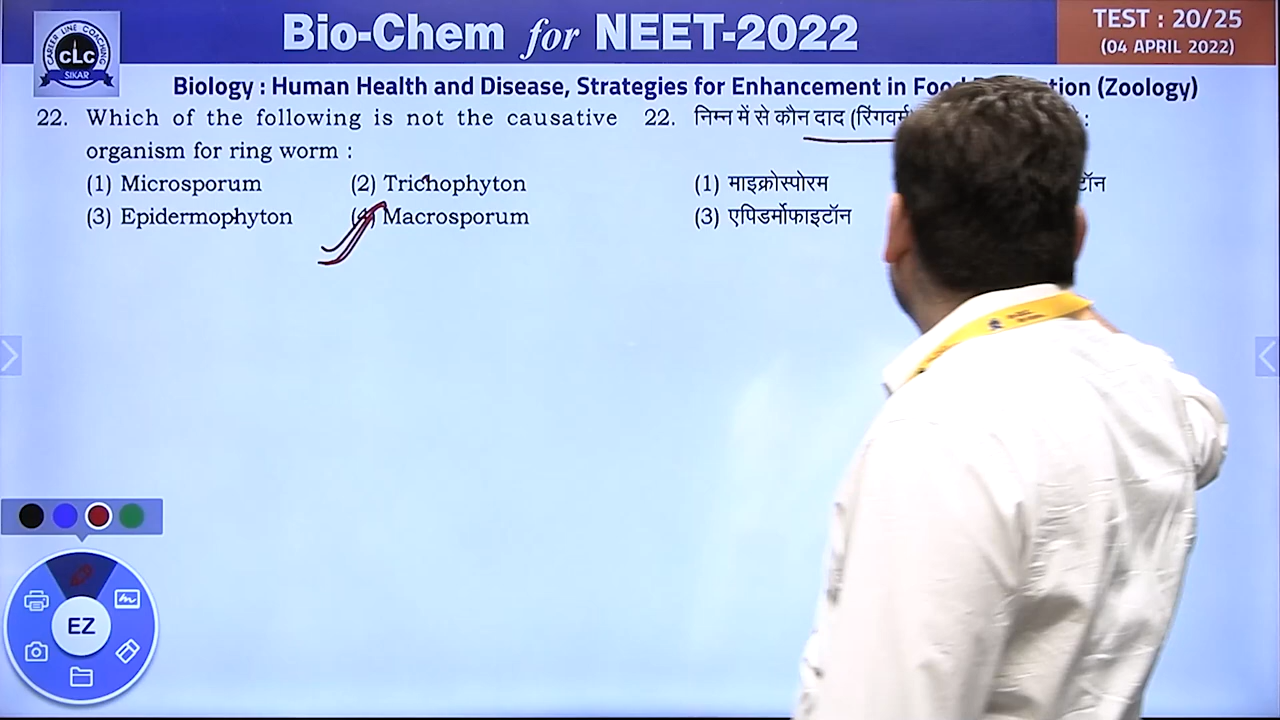 CAREER LINE COACHING
CLC
SIKAR
Bio-Chem for NEET-2022
TEST : 20/25
(04 APRIL 2022)
Biology : Human Health and Disease, Strategies for Enhancement in (Zoology)
22. Which of the following is not the causative
organism for ring worm :
(1) Microsporum (2) Trichophyton
(3) Epidermophyton (4) Macrosporum
22. निम्न में से कौन दाद :
(1) माइक्रोस्पोरम
(3) एपिडर्मोफाइटॉन
EZ